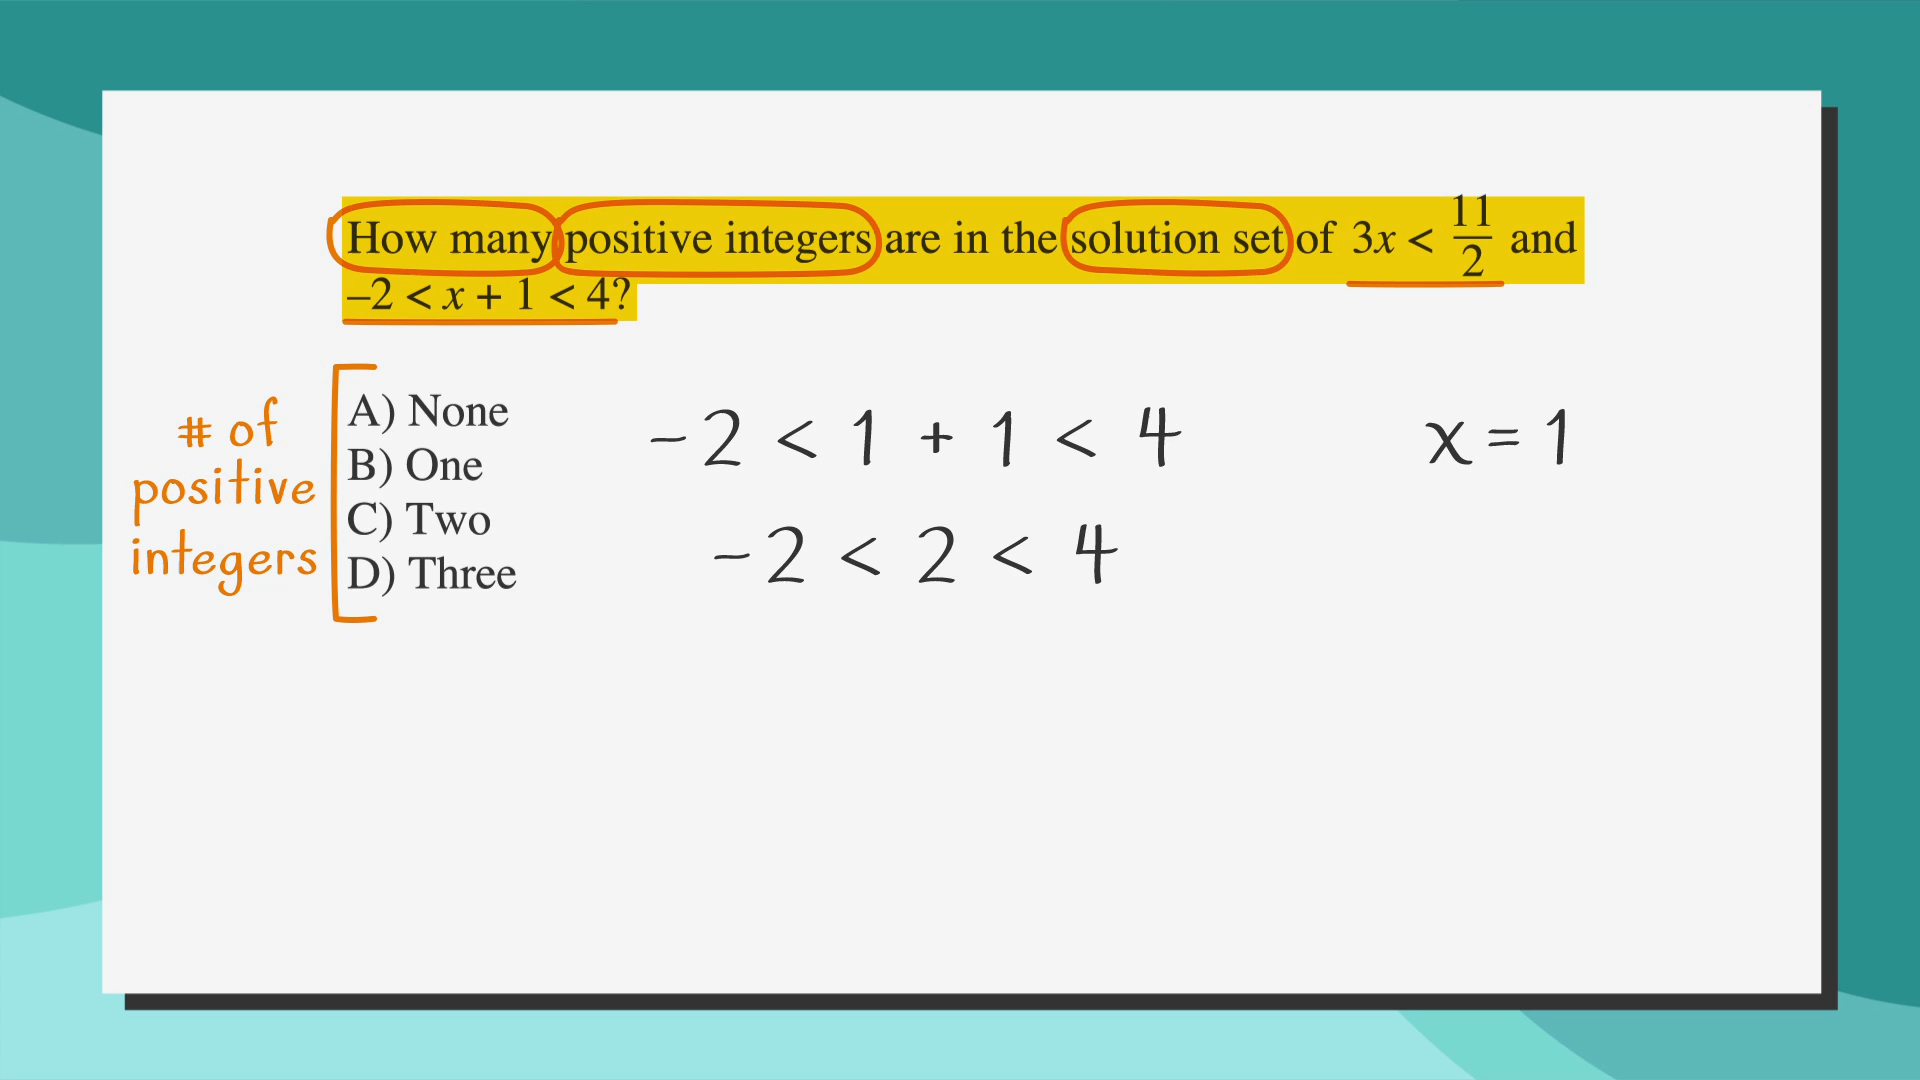 How many positive integers are in the solution set of 3x < 11/2 and
–2 < x + 1 < 4?
# of
positive
integers
A) None
B) One
C) Two
D) Three
-2 < 1 + 1 < 4
-2 < 2 < 4
x = 1